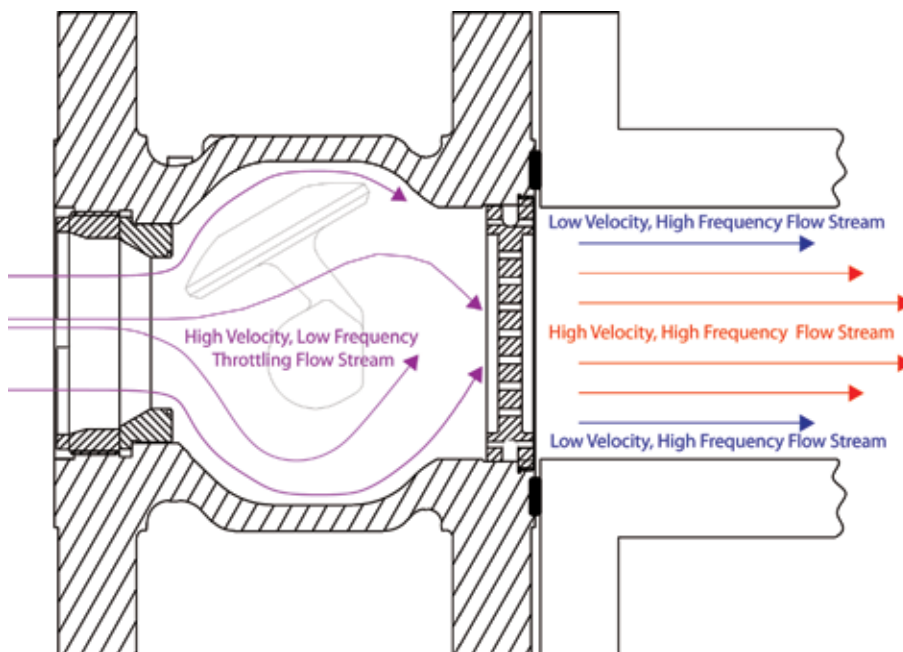 Low Velocity, High Frequency Flow Stream
High Velocity, Low Frequency
Throttling Flow Stream
High Velocity, High Frequency Flow Stream
Low Velocity, High Frequency Flow Stream